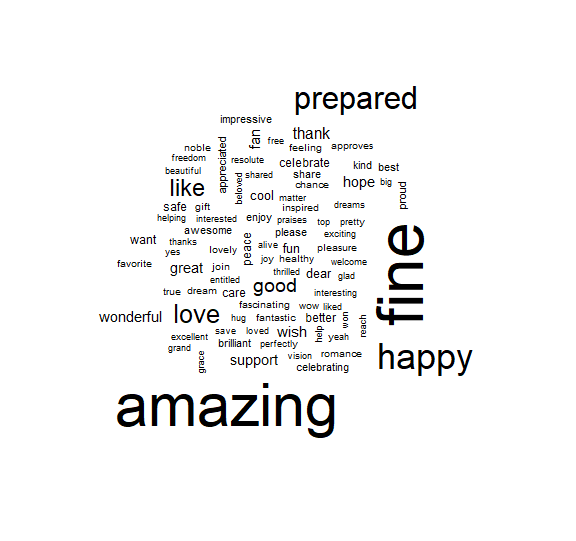 prepared
impressive
fan
thank
free
noble
appreciated
feeling
approves
freedom
resolute
celebrate
kind
best
beautiful
beloved
shared
share
like
chance
hope
big
proud
cool
matter
safe
gift
inspired
dreams
helping
interested
enjoy
praises
top
pretty
awesome
please
exciting
want
thanks
peace
alive
fun
pleasure
yes
lovely
fine
favorite
great
join
joy
healthy
welcome
thrilled
dear
glad
entitled
good
true
dream
care
interesting
wonderful
love
fascinating
wow
liked
hug
fantastic
better
won
reach
save
loved
wish
help
excellent
brilliant
perfectly
yeah
grand
grace
support
vision
romance
happy
celebrating
amazing